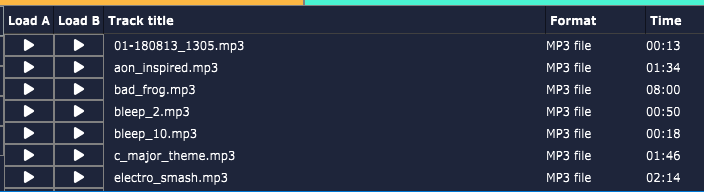 Load A Load B Track title Format Time
01-180813_1305.mp3 MP3 file 00:13
aon_inspired.mp3 MP3 file 01:34
bad_frog.mp3 MP3 file 08:00
bleep_2.mp3 MP3 file 00:50
bleep_10.mp3 MP3 file 00:18
c_major_theme.mp3 MP3 file 01:46
electro_smash.mp3 MP3 file 02:14